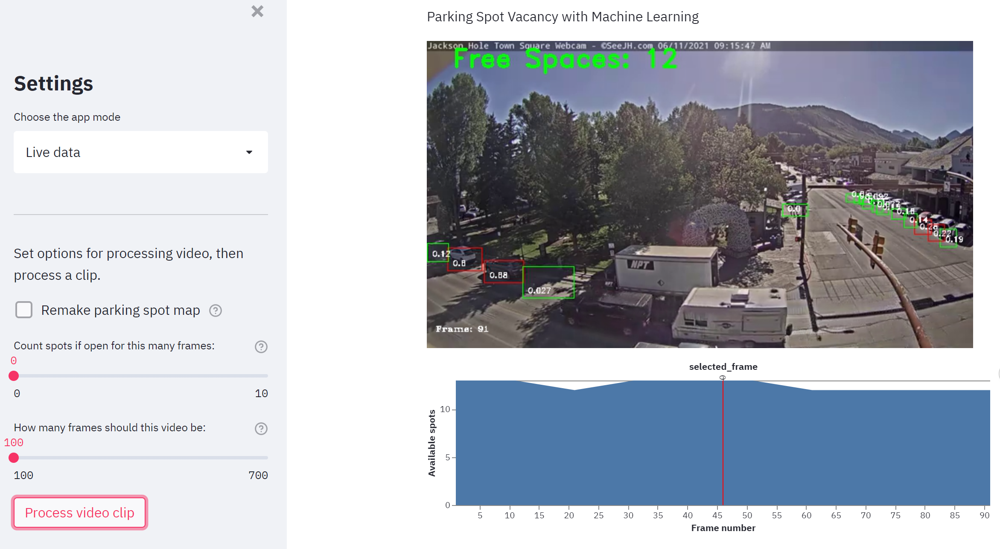 Settings
Choose the app mode
Live data
Set options for processing video, then
process a clip.
Remake parking spot map
Count spots if open for this many frames:
0
0 10
How many frames should this video be:
100
100 700
Process video clip
Parking Spot Vacancy with Machine Learning
Jackson Hole Town Square Webcam - ©SeeJH.com 06/11/2021 09:15:47 AM
Free Spaces: 12
0.0
0.18
0.14
0.22
0.19
0.12
0.8
0.88
0.027
NPT
Frame: 91
selected_frame
0
Available spots
10
5
0
5 10 15 20 25 30 35 40 45 50 55 60 65 70 75 80 85 90
Frame number